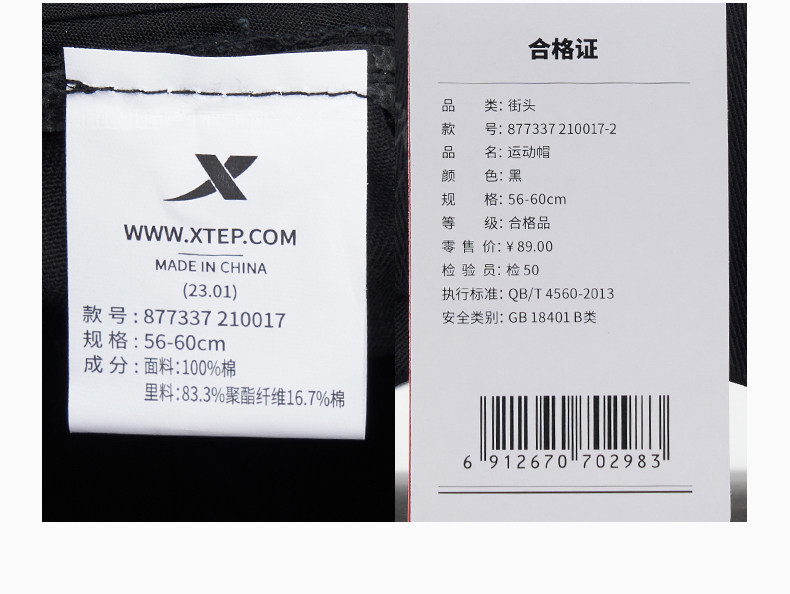 WWW.XTEP.COM
MADE IN CHINA
(23.01)
款号:877337 210017
规格:56-60cm
成分:面料:100%棉
里料:83.3%聚酯纤维16.7%棉
合格证
品 类:街头
款 号:877337 210017-2
品 名:运动帽
颜 色:黑
规 格:56-60cm
等 级:合格品
零 售 价:¥ 89.00
检 验 员:检 50
执行标准:QB/T 4560-2013
安全类别:GB 18401 B类
6 912670 702983